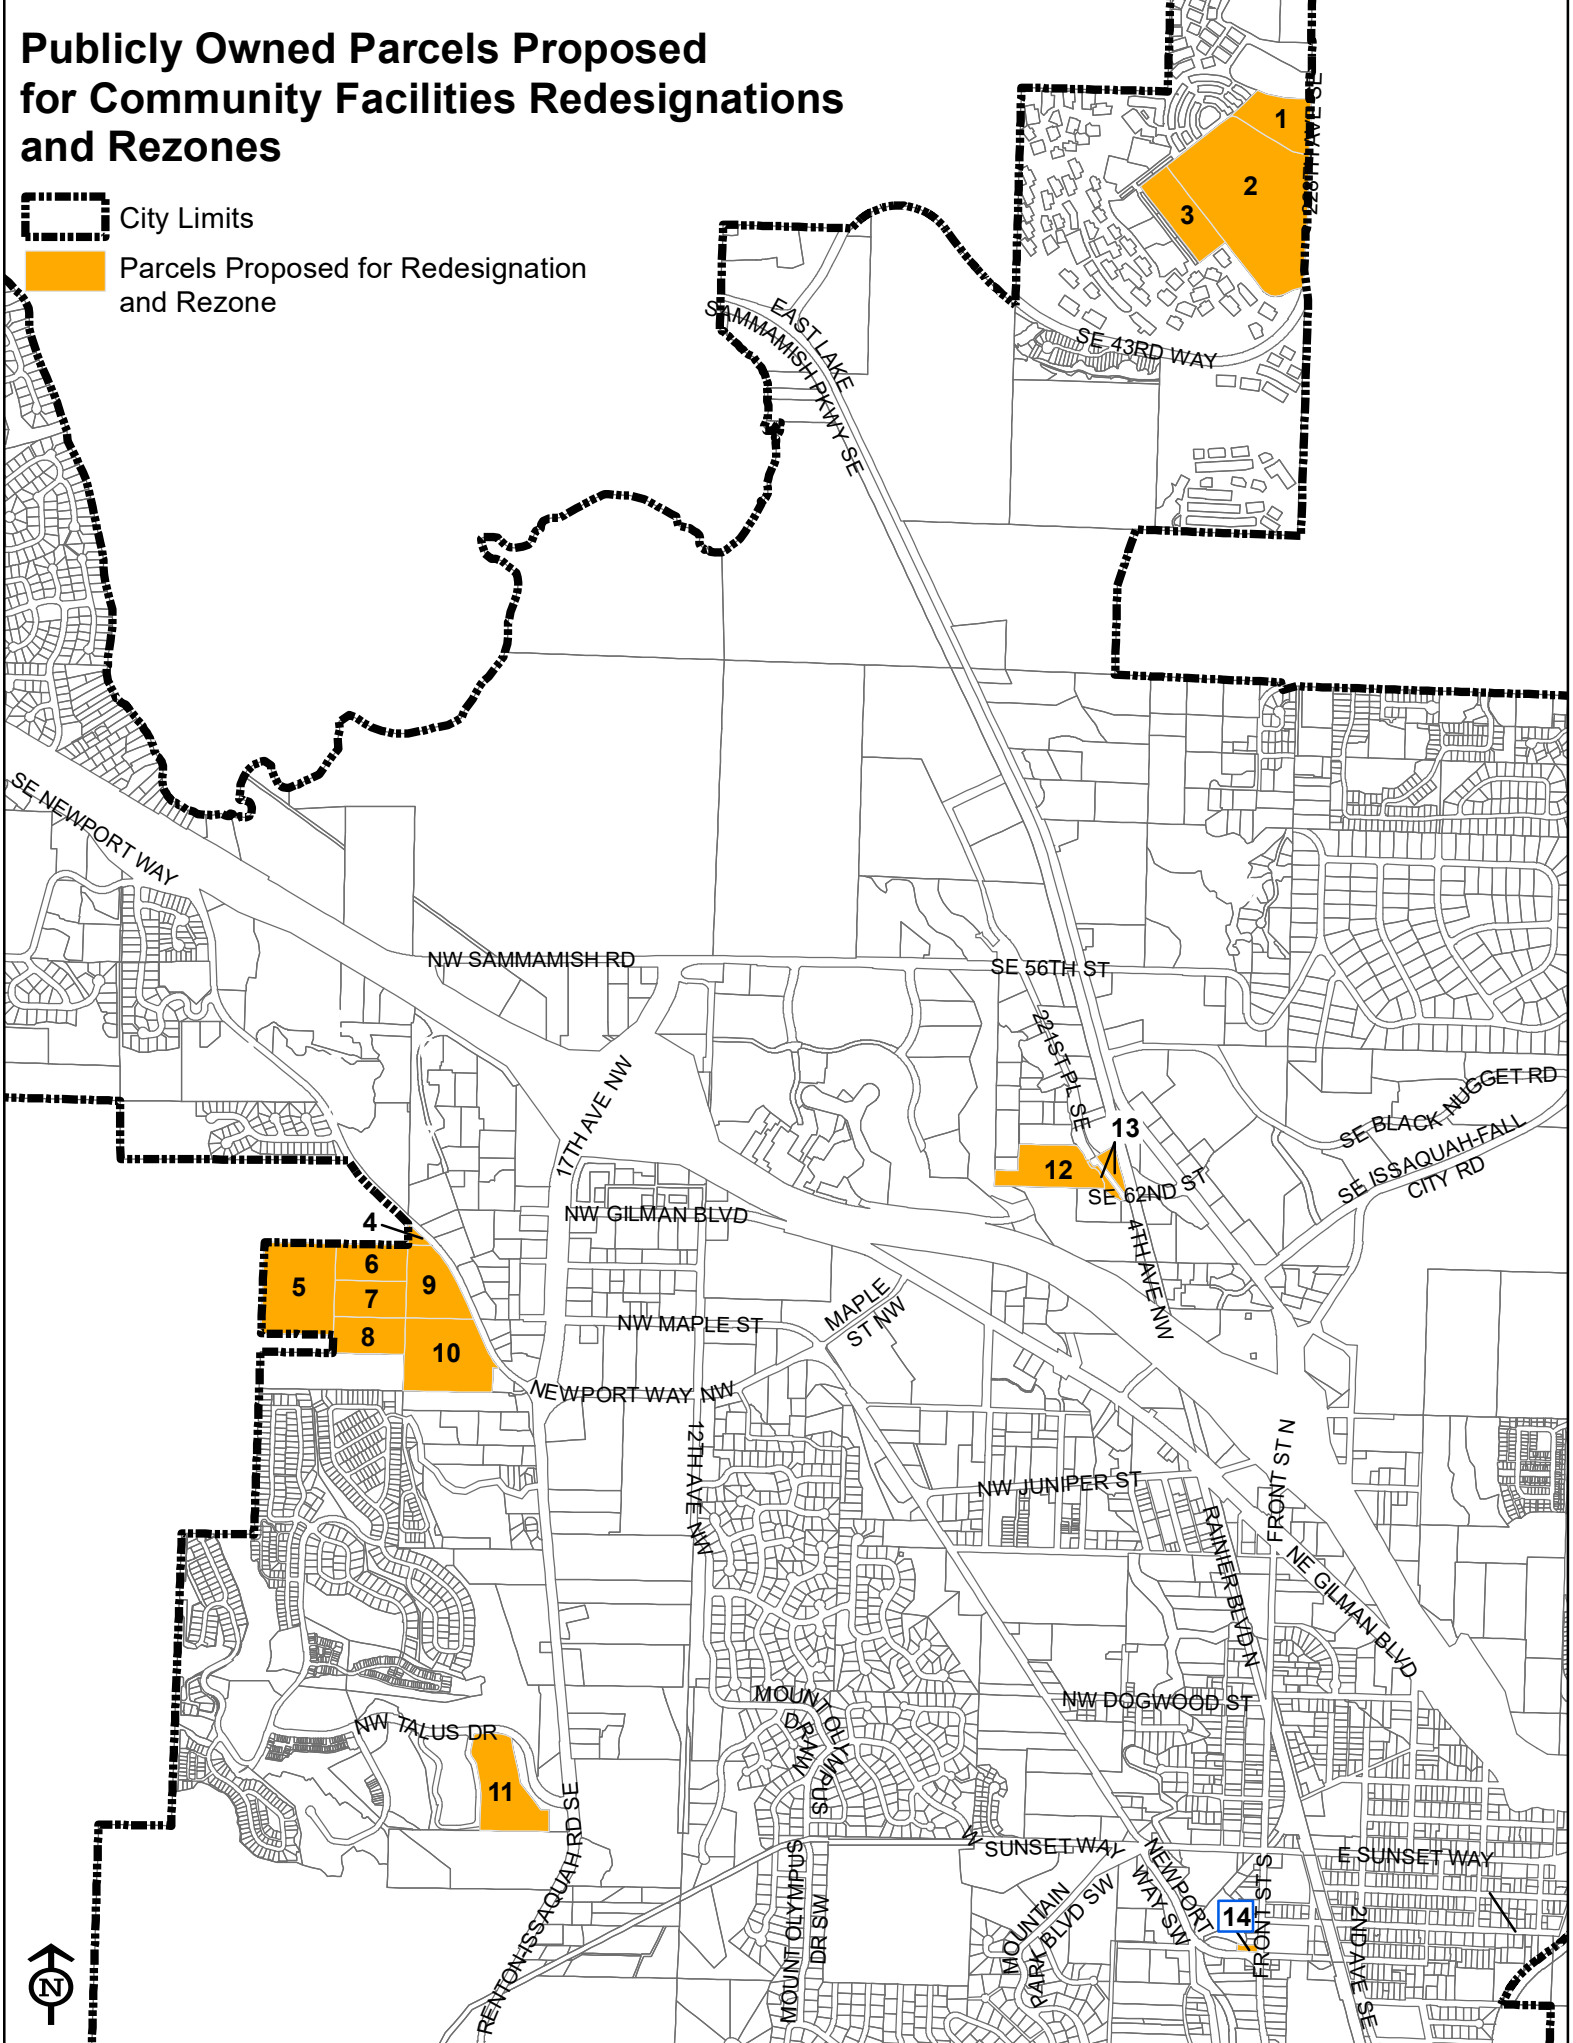 Publicly Owned Parcels Proposed
for Community Facilities Redesignations
and Rezones
City Limits
Parcels Proposed for Redesignation
and Rezone
228TH AVE SE
1
2
3
SE 43RD WAY
EAST LAKE
SAMMAMISH PKWY SE
SE NEWPORT WAY
NW SAMMAMISH RD
SE 56TH ST
221ST PL SE
17TH AVE NW
SE BLACK NUGGET RD
SE ISSAQUAH-FALL
CITY RD
13
12
SE 62ND ST
4TH AVE NW
NW GILMAN BLVD
4
5
6
7
8
9
10
MAPLE
ST NW
NW MAPLE ST
NEWPORT WAY NW
12TH AVE NW
NW JUNIPER ST
FRONT ST N
RANIER BLVD N
NE GILMAN BLVD
NW DOGWOOD ST
MOUNT OLYMPUS
DR NW
NW TALUS DR
11
RENTON-ISSAQUAH RD SE
W SUNSET WAY
E SUNSET WAY
NEWPORT
WAY SW
MOUNTAIN
PARK BLVD SW
MOUNT OLYMPUS
DR SW
14
FRONT ST S
2ND AVE SE
N